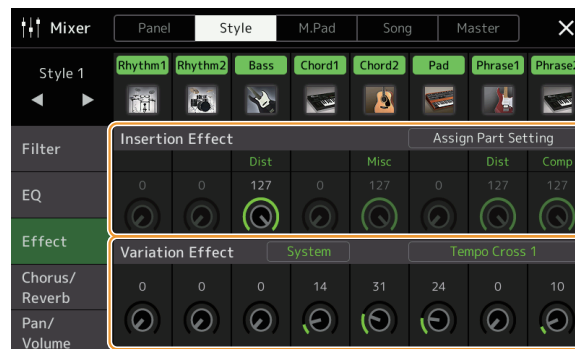 Mixer Panel Style M.Pad Song Master X
Style 1 Rhythm1 Rhythm2 Bass Chord1 Chord2 Pad Phrase1 Phrase2
Filter
EQ
Effect
Chorus/
Reverb
Pan/
Volume
Insertion Effect Assign Part Setting
Dist Misc Dist Comp
0 0 127 0 127 0 127 127
Variation Effect System Tempo Cross 1
0 0 0 14 31 24 0 10